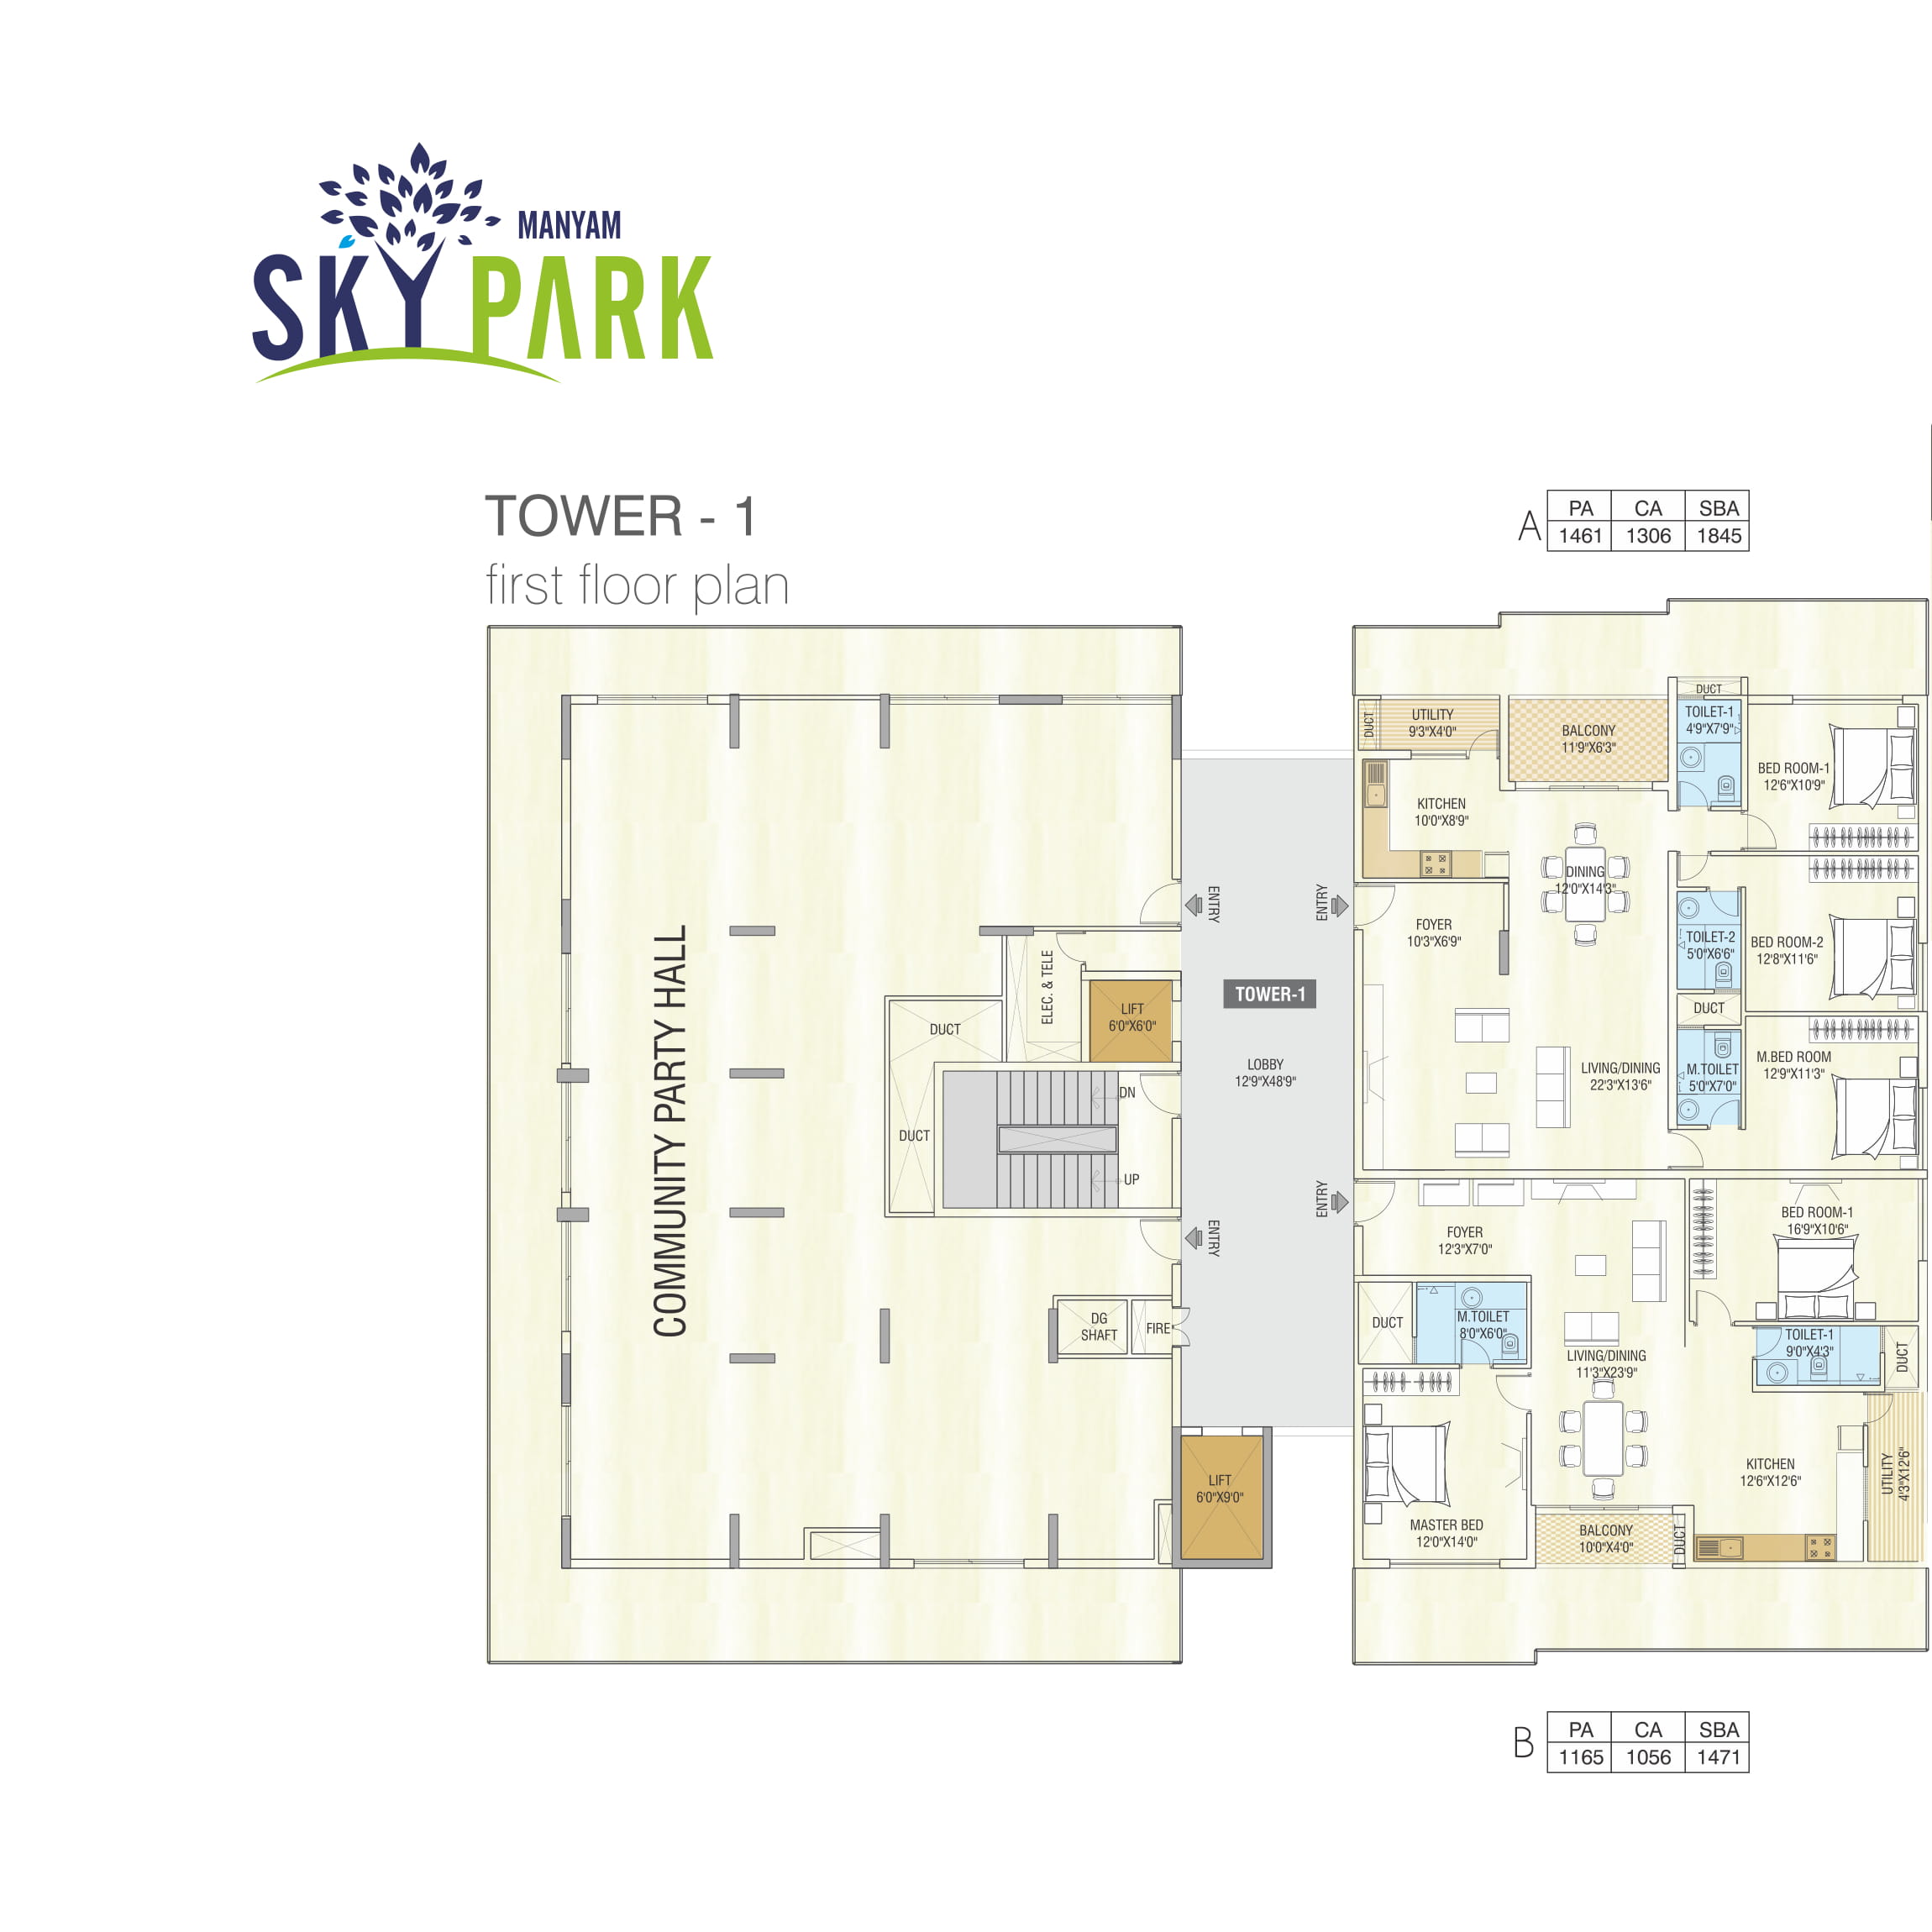 MANYAM
SKY PARK
TOWER - 1
first floor plan
A
PA CA SBA
1461 1306 1845
COMMUNITY PARTY HALL
ENTRY
ELEC. & TELE
LIFT
6'0"X6'0"
DUCT
DUCT
DN
UP
ENTRY
DG
SHAFT
FIRE
LIFT
6'0"X9'0"
TOWER-1
LOBBY
12'9"X48'9"
ENTRY
ENTRY
DUCT
UTILITY
9'3"X4'0"
BALCONY
11'9"X6'3"
DUCT
TOILET-1
4'9"X7'9"
BED ROOM-1
12'6"X10'9"
KITCHEN
10'0"X8'9"
DINING
12'0"X14'3"
FOYER
10'3"X6'9"
TOILET-2
5'0"X6'6"
BED ROOM-2
12'8"X11'6"
DUCT
LIVING/DINING
22'3"X13'6"
M.TOILET
5'0"X7'0"
M.BED ROOM
12'9"X11'3"
FOYER
12'3"X7'0"
BED ROOM-1
16'9"X10'6"
DUCT
M.TOILET
8'0"X6'0"
LIVING/DINING
11'3"X23'9"
TOILET-1
9'0"X4'3"
DUCT
KITCHEN
12'6"X12'6"
UTILITY
4'3"X12'6"
MASTER BED
12'0"X14'0"
BALCONY
10'0"X4'0"
DUCT
B
PA CA SBA
1165 1056 1471